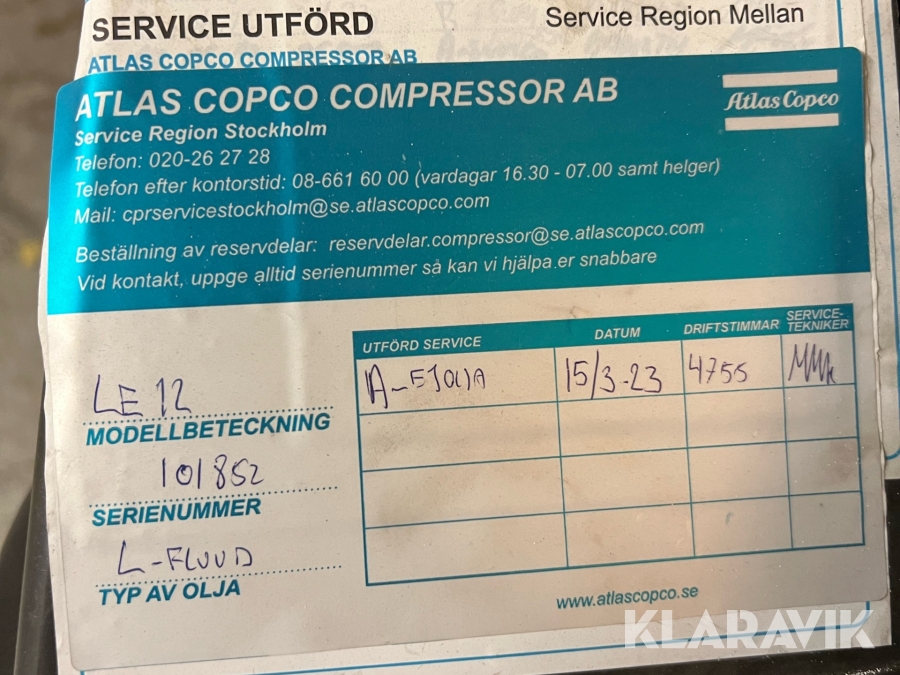 SERVICE UTFÖRD
Service Region Mellan
ATLAS COPCO COMPRESSOR AB
ATLAS COPCO COMPRESSOR AB
Atlas Copco
Service Region Stockholm
Telefon: 020-26 27 28
Telefon efter kontorstid: 08-661 60 00 (vardagar 16.30 - 07.00 samt helger)
Mail: cprservicestockholm@se.atlascopco.com
Beställning av reservdelar: reservdelar.compressor@se.atlascopco.com
Vid kontakt, uppge alltid serienummer så kan vi hjälpa er snabbare
UTFÖRD SERVICE DATUM DRIFTSTIMMAR SERVICE-
TEKNIKER
15/3-23 4755
LE 12
MODELLBETECKNING
101852
SERIENUMMER
L-FLUUD
TYP AV OLJA
www.atlascopco.se
KLARAVIK